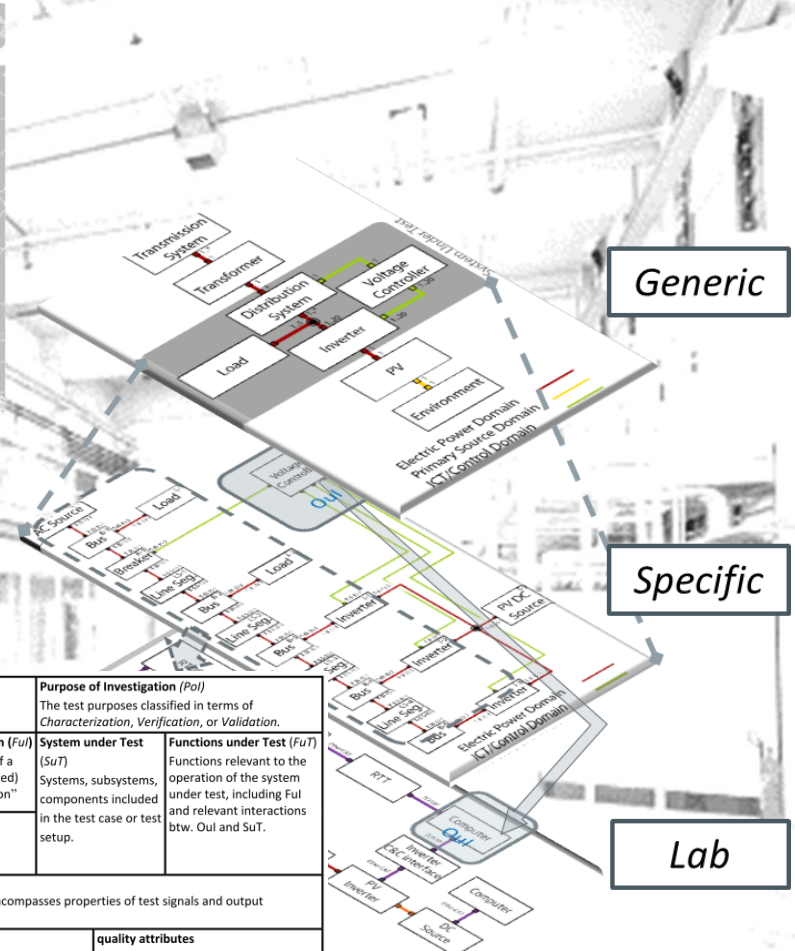 System Under Test
Transmission
System
Transformer
Distribution
System
Voltage
Controller
Load
Inverter
PV
Environment
Electric Power Domain
Primary Source Domain
ICT/Control Domain
Generic
Voltage
OuI
AC Source
Load
Bus
Breaker
Line Seg.
Load
Bus
Inverter
Line Seg.
PV DC
Source
Bus
Inverter
Seg.
Bus
Inverter
Line Seg.
Bus
Electric Power Domain
ICT/Control Domain
Specific
Purpose of Investigation (PoI)
The test purposes classified in terms of
Characterization, Verification, or Validation.
(FuI)
System under Test
(SuT)
Systems, subsystems,
components included
in the test case or test
setup.
Functions under Test (FuT)
Functions relevant to the
operation of the system
under test, including FuI
and relevant interactions
btw. OuI and SuT.
properties of test signals and output
quality attributes
RTT
Computer
OuI
Inverter
C&C interface
PV
Inverter
Computer
DC
Source
Lab